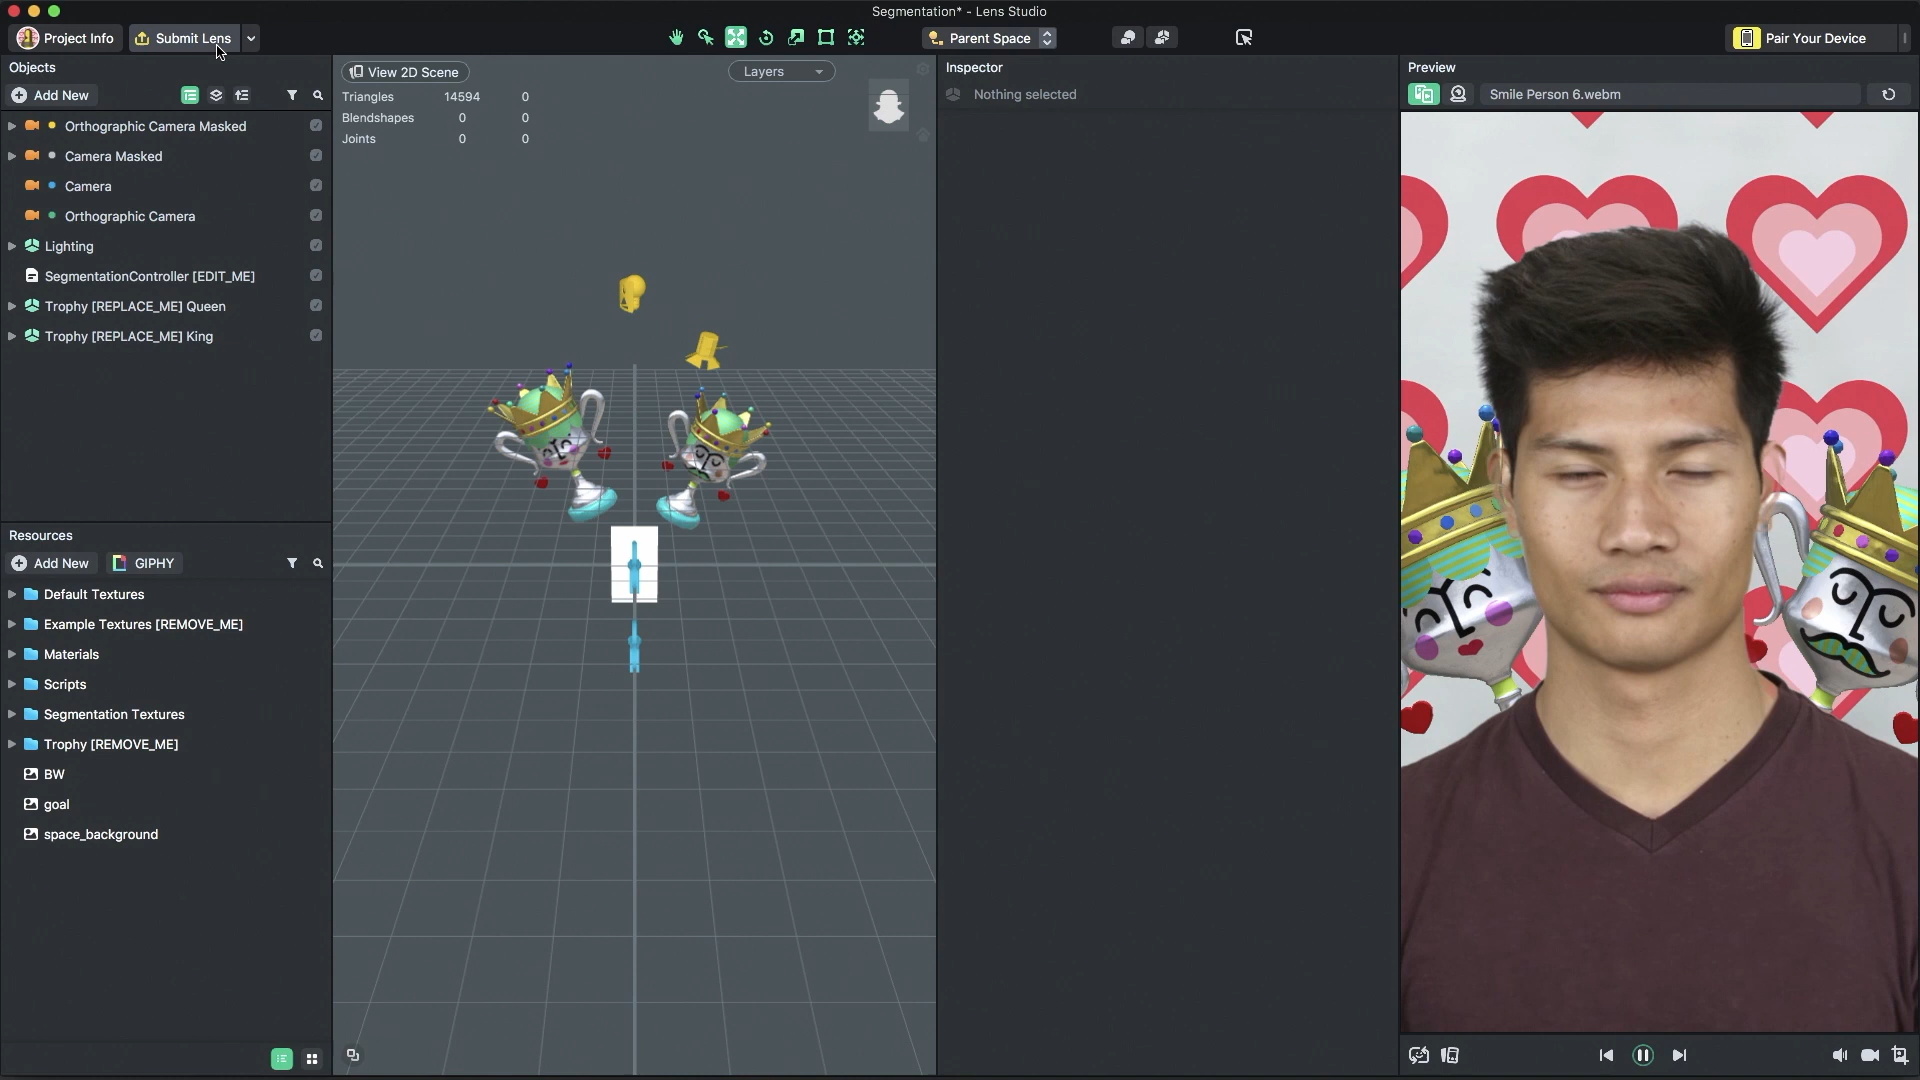 Segmentation* - Lens Studio
Project Info
Submit Lens
Parent Space
Pair Your Device
Objects
Add New
Orthographic Camera Masked
Camera Masked
Camera
Orthographic Camera
Lighting
SegmentationController [EDIT_ME]
Trophy [REPLACE_ME] Queen
Trophy [REPLACE_ME] King
Resources
Add New
GIPHY
Default Textures
Example Textures [REMOVE_ME]
Materials
Scripts
Segmentation Textures
Trophy [REMOVE_ME]
BW
goal
space_background
View 2D Scene
Layers
Triangles 14594 0
Blendshapes 0 0
Joints 0 0
Inspector
Nothing selected
Preview
Smile Person 6.webm